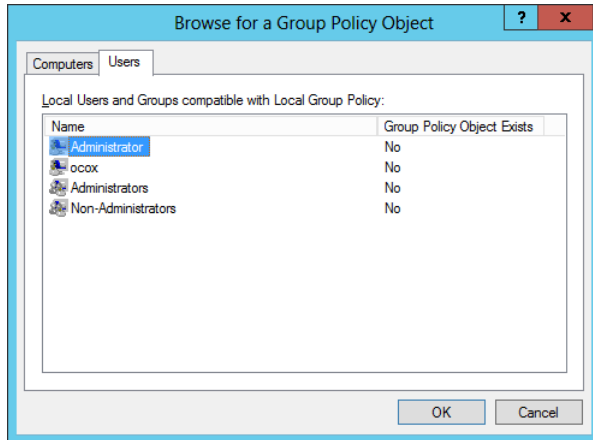 Browse for a Group Policy Object
? x
Computers Users
Local Users and Groups compatible with Local Group Policy:
Name Group Policy Object Exists
Administrator No
ocox No
Administrators No
Non-Administrators No
OK Cancel